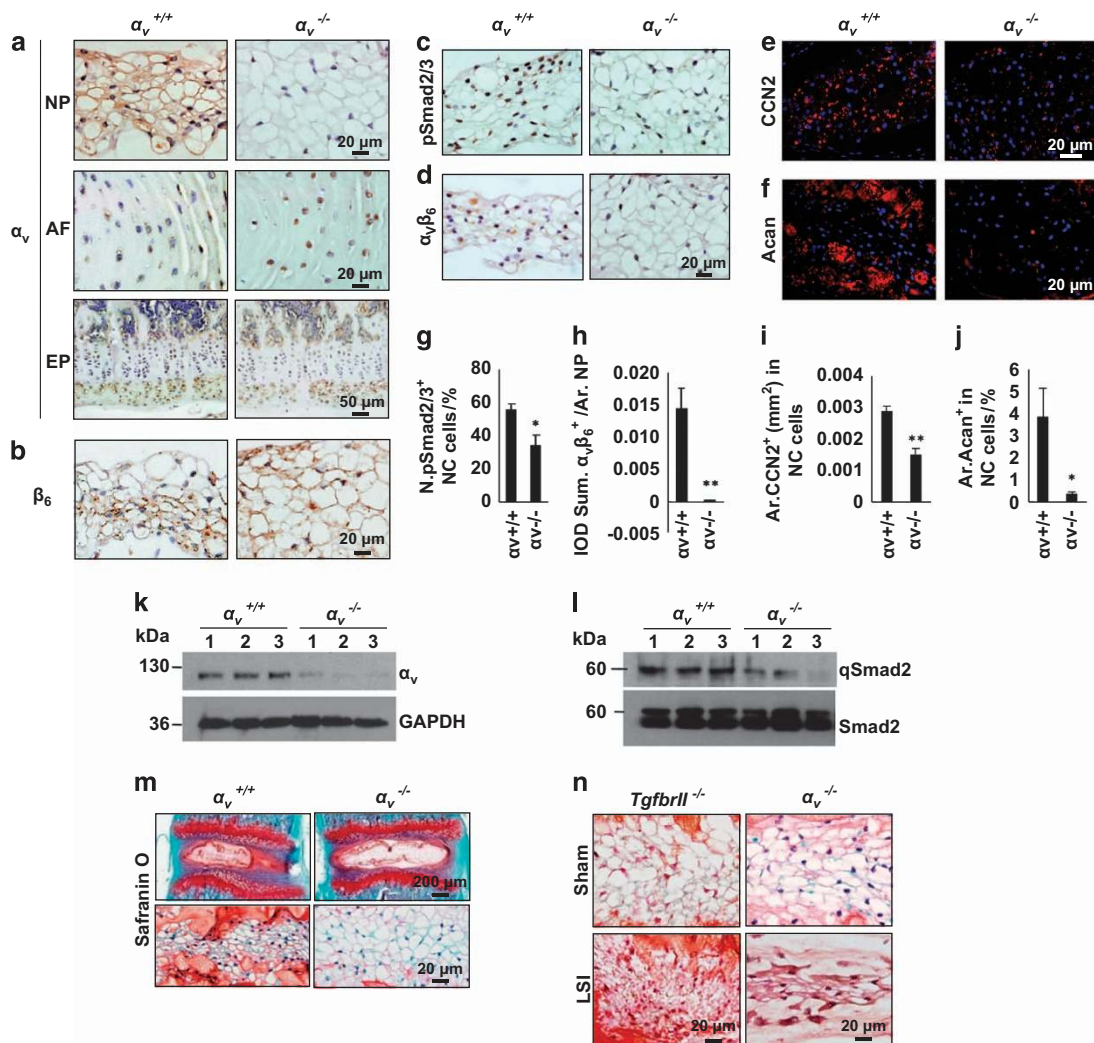 a
αv +/+
αv -/-
αv
NP
20 µm
AF
20 µm
20 µm
EP
50 µm
b
β6
20 µm
c
αv +/+
αv -/-
pSmad2/3
20 µm
d
αvβ6
20 µm
e
αv +/+
αv -/-
CCN2
20 µm
f
Acan
20 µm
g
N.pSmad2/3+
NC cells/%
80
60
40
20
0
*
αv+/+
αv-/-
h
IOD Sum. αvβ6+/Ar. NP
0.020
0.015
0.010
0.005
0
-0.005
**
αv+/+
αv-/-
i
Ar.CCN2+ (mm2) in
NC cells
0.004
0.003
0.002
0.001
0
**
αv+/+
αv-/-
j
Ar.Acan+ in
NC cells/%
6
5
4
3
2
1
0
*
αv+/+
αv-/-
k
αv +/+
αv -/-
kDa
1 2 3 1 2 3
130
αv
36
GAPDH
l
αv +/+
αv -/-
kDa
1 2 3 1 2 3
60
qSmad2
60
Smad2
m
αv +/+
αv -/-
Safranin O
200 µm
20 µm
n
TgfbrII -/-
αv -/-
Sham
20 µm
LSI
20 µm
20 µm